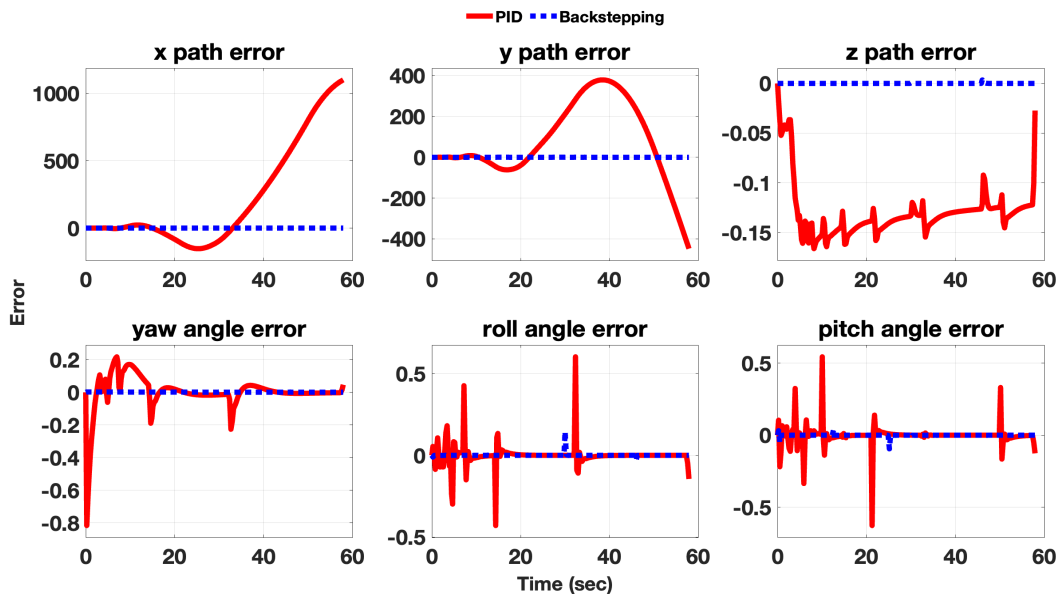 PID Backstepping
x path error
y path error
z path error
1000
500
0
0 20 40 60
400
200
0
-200
-400
0 20 40 60
0
-0.05
-0.1
-0.15
0 20 40 60
Error
yaw angle error
roll angle error
pitch angle error
0.2
0
-0.2
-0.4
-0.6
-0.8
0 20 40 60
0.5
0
-0.5
0 20 40 60
0.5
0
-0.5
0 20 40 60
Time (sec)